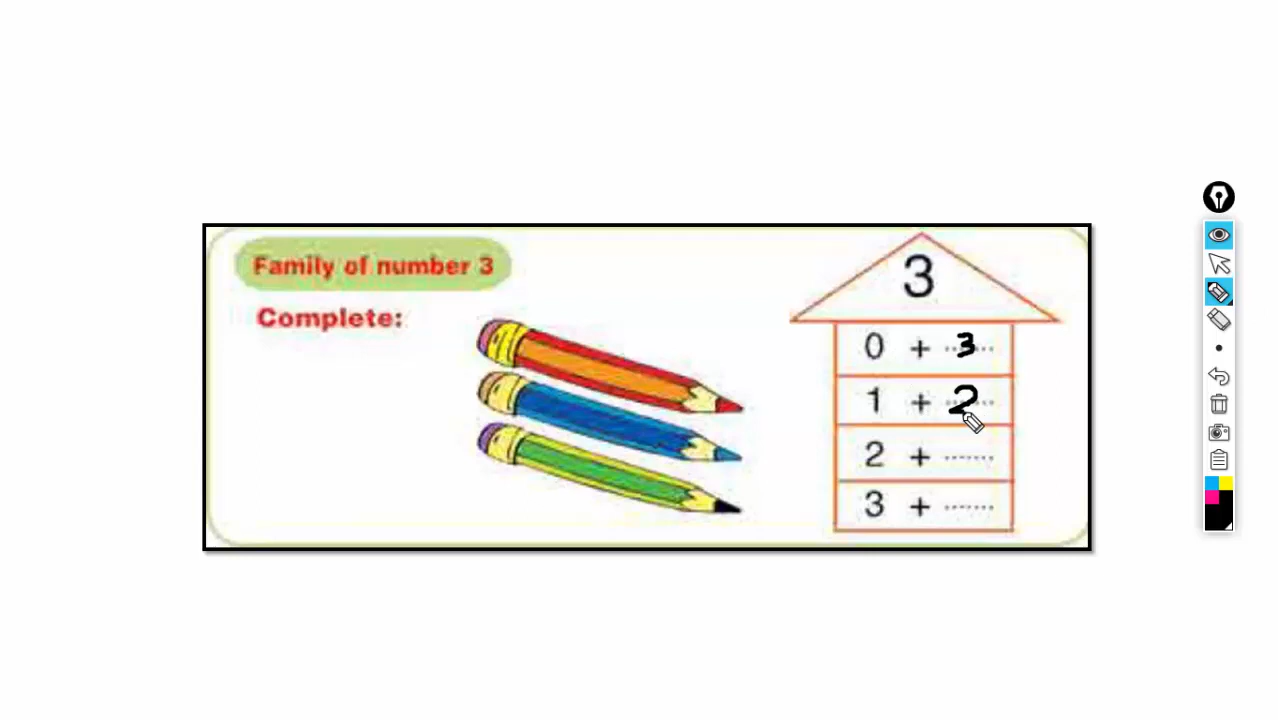 Family of number 3
Complete:
3
0 + 3
1 + 2
2 + ......
3 + ......